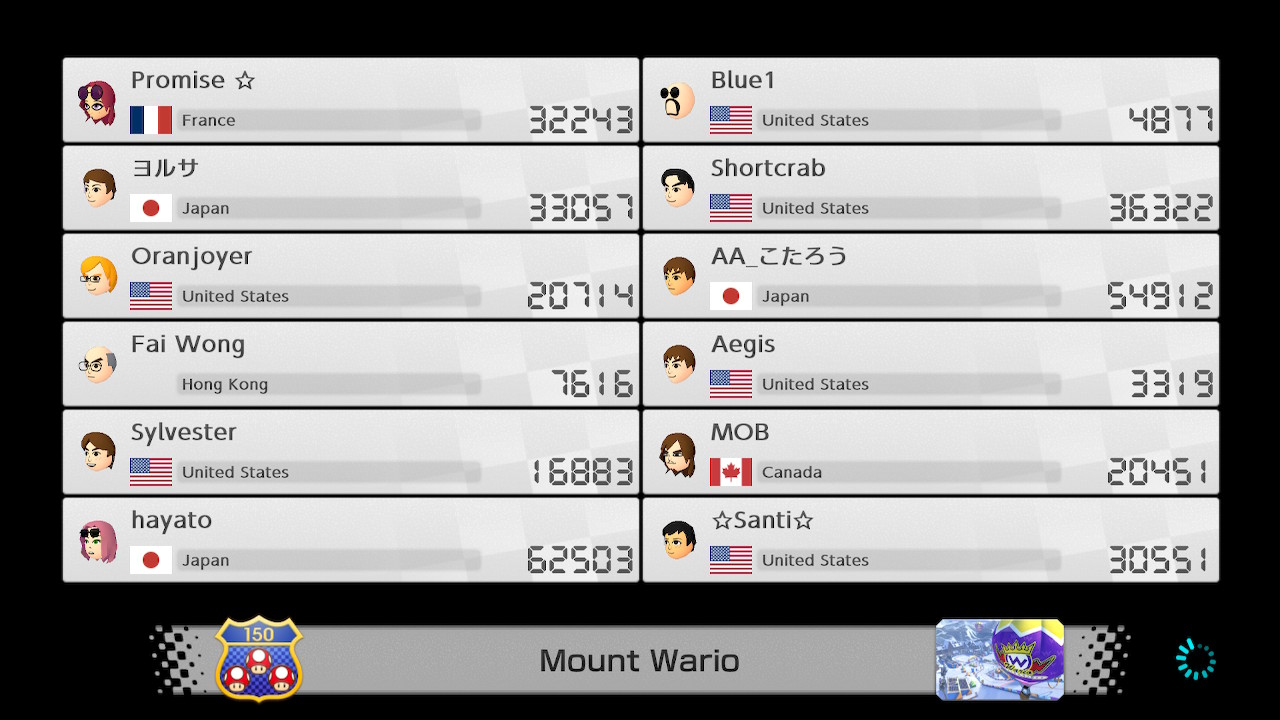 Promise ☆
France 32243
ヨルサ
Japan 33057
Oranjoyer
United States 20714
Fai Wong
Hong Kong 7616
Sylvester
United States 16883
hayato
Japan 62503
Blue1
United States 4877
Shortcrab
United States 36322
AA_こたろう
Japan 54912
Aegis
United States 3319
MOB
Canada 20451
☆Santi☆
United States 30551
150
Mount Wario
W